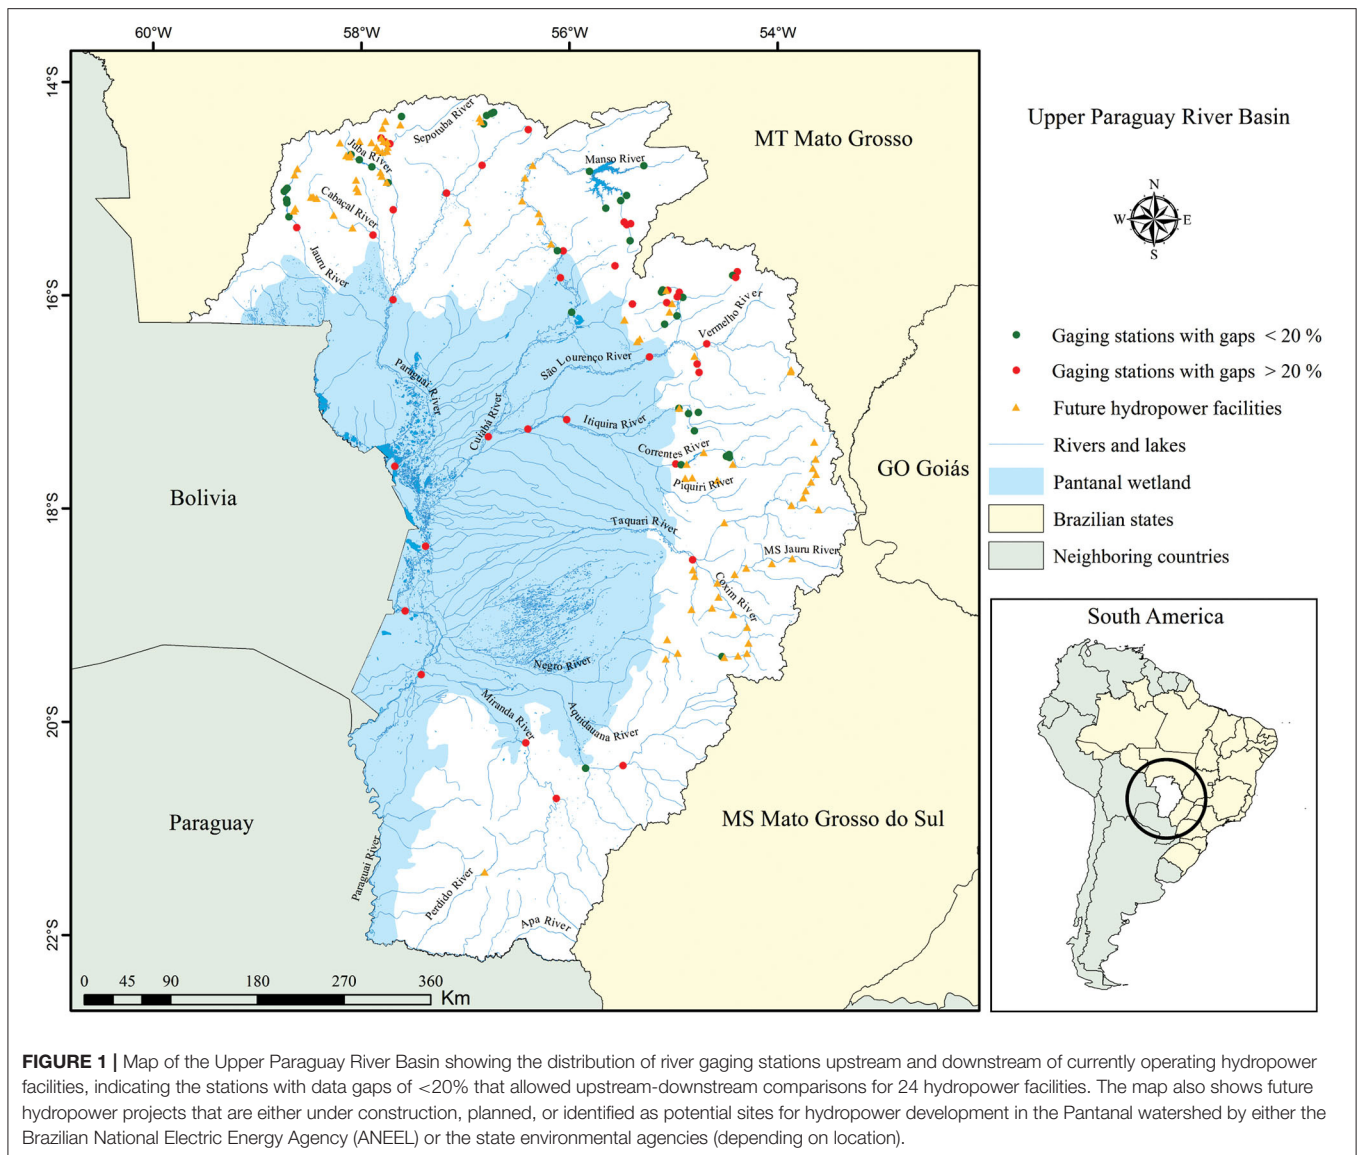 60°W 58°W 56°W 54°W
14°S
16°S
18°S
20°S
22°S
Sepotuba River
Juba River
Cabaçal River
Jauru River
Manso River
MT Mato Grosso
Vermelho River
São Lourenço River
Paraguai River
Cuiabá River
Itiquira River
Correntes River
Piquiri River
GO Goiás
Bolivia
Taquari River
MS Jauru River
Coxim River
Negro River
Miranda River
Aquidauana River
MS Mato Grosso do Sul
Paraguay
Paraguai River
Perdido River
Apa River
0 45 90 180 270 360
Km
Upper Paraguay River Basin
N
W E
S
Gaging stations with gaps < 20 %
Gaging stations with gaps > 20 %
Future hydropower facilities
Rivers and lakes
Pantanal wetland
Brazilian states
Neighboring countries
South America
FIGURE 1 | Map of the Upper Paraguay River Basin showing the distribution of river gaging stations upstream and downstream of currently operating hydropower
facilities, indicating the stations with data gaps of <20% that allowed upstream-downstream comparisons for 24 hydropower facilities. The map also shows future
hydropower projects that are either under construction, planned, or identified as potential sites for hydropower development in the Pantanal watershed by either the
Brazilian National Electric Energy Agency (ANEEL) or the state environmental agencies (depending on location).